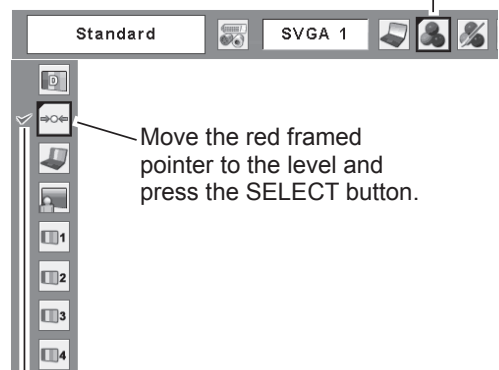 Standard SVGA 1
D
Move the red framed
pointer to the level and
press the SELECT button.
1
2
3
4